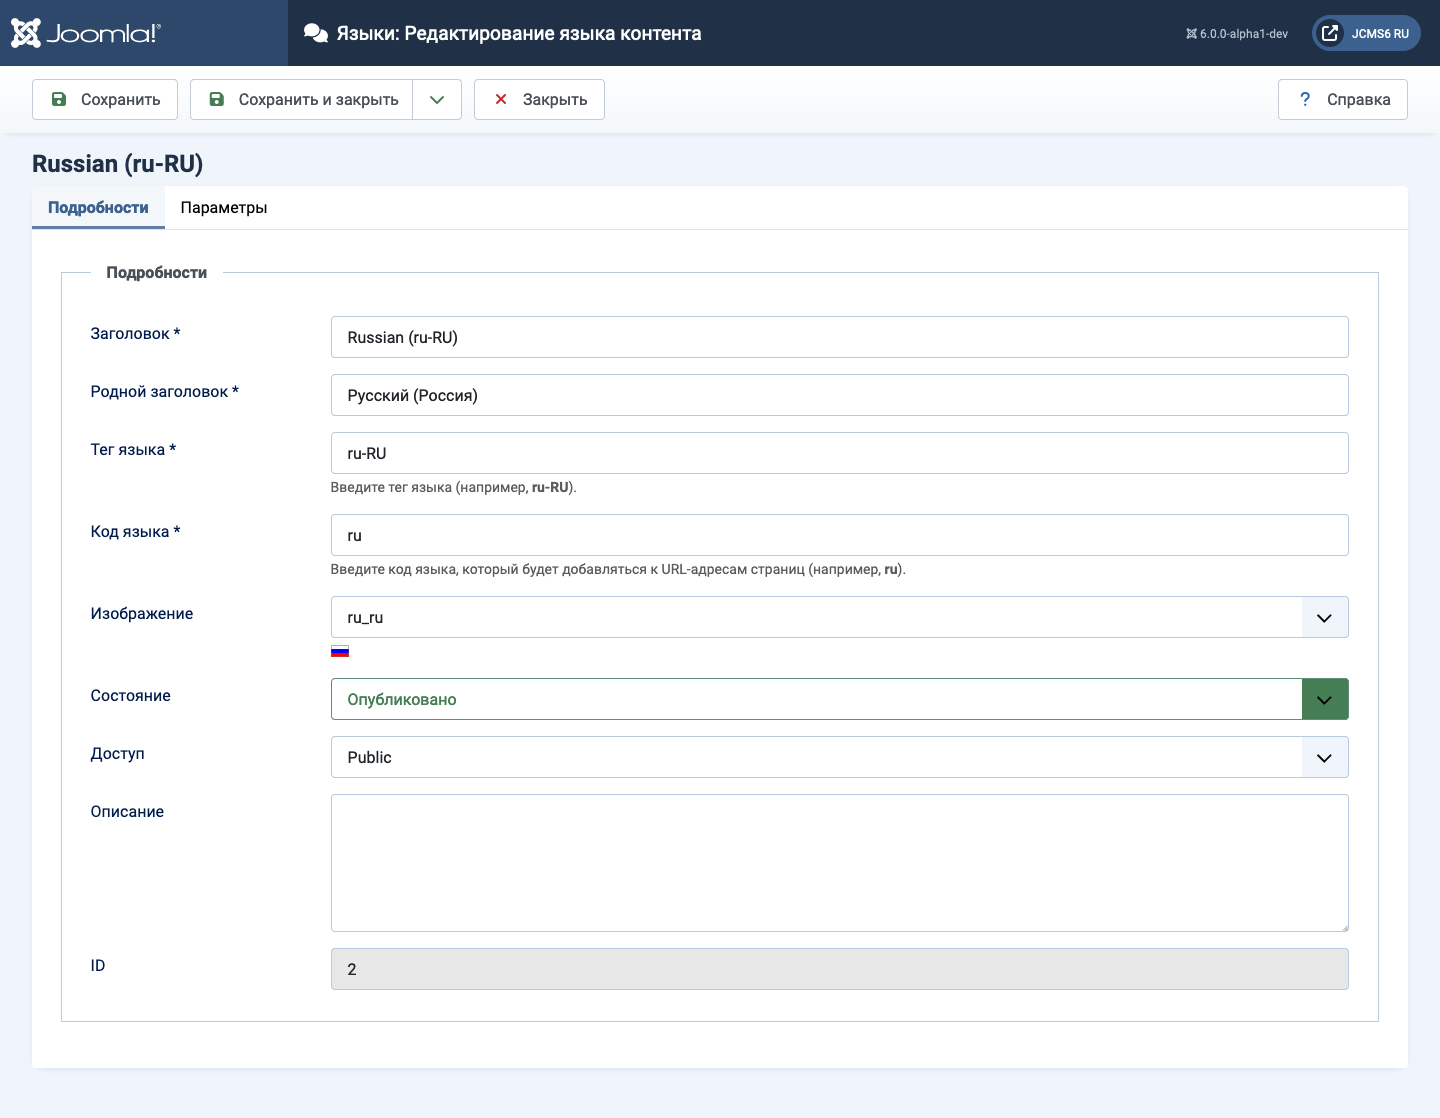 Joomla!®
Языки: Редактирование языка контента
6.0.0-alpha1-dev
JCMS6 RU
Сохранить
Сохранить и закрыть
Закрыть
? Справка
Russian (ru-RU)
Подробности
Параметры
Подробности
Заголовок *
Russian (ru-RU)
Родной заголовок *
Русский (Россия)
Тег языка *
ru-RU
Введите тег языка (например, ru-RU).
Код языка *
ru
Введите код языка, который будет добавляться к URL-адресам страниц (например, ru).
Изображение
ru_ru
Состояние
Опубликовано
Доступ
Public
Описание
ID
2